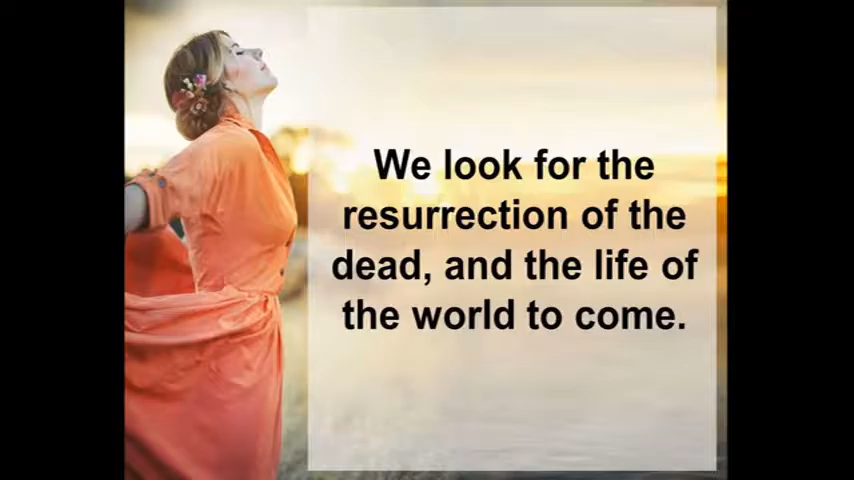 We look for the
resurrection of the
dead, and the life of
the world to come.